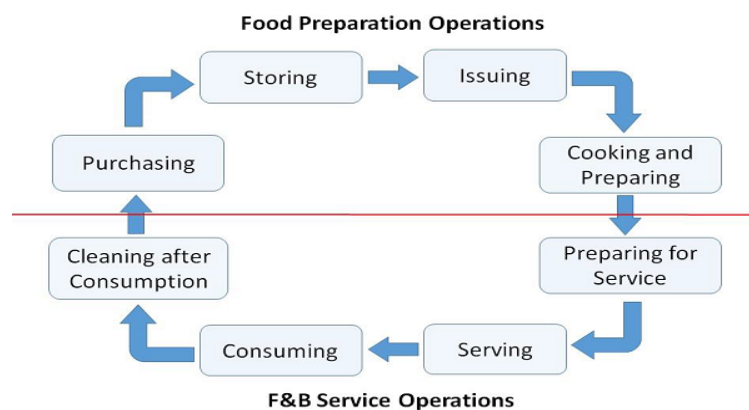 Food Preparation Operations
Storing
Issuing
Purchasing
Cooking and
Preparing
Cleaning after
Consumption
Preparing for
Service
Consuming
Serving
F&B Service Operations